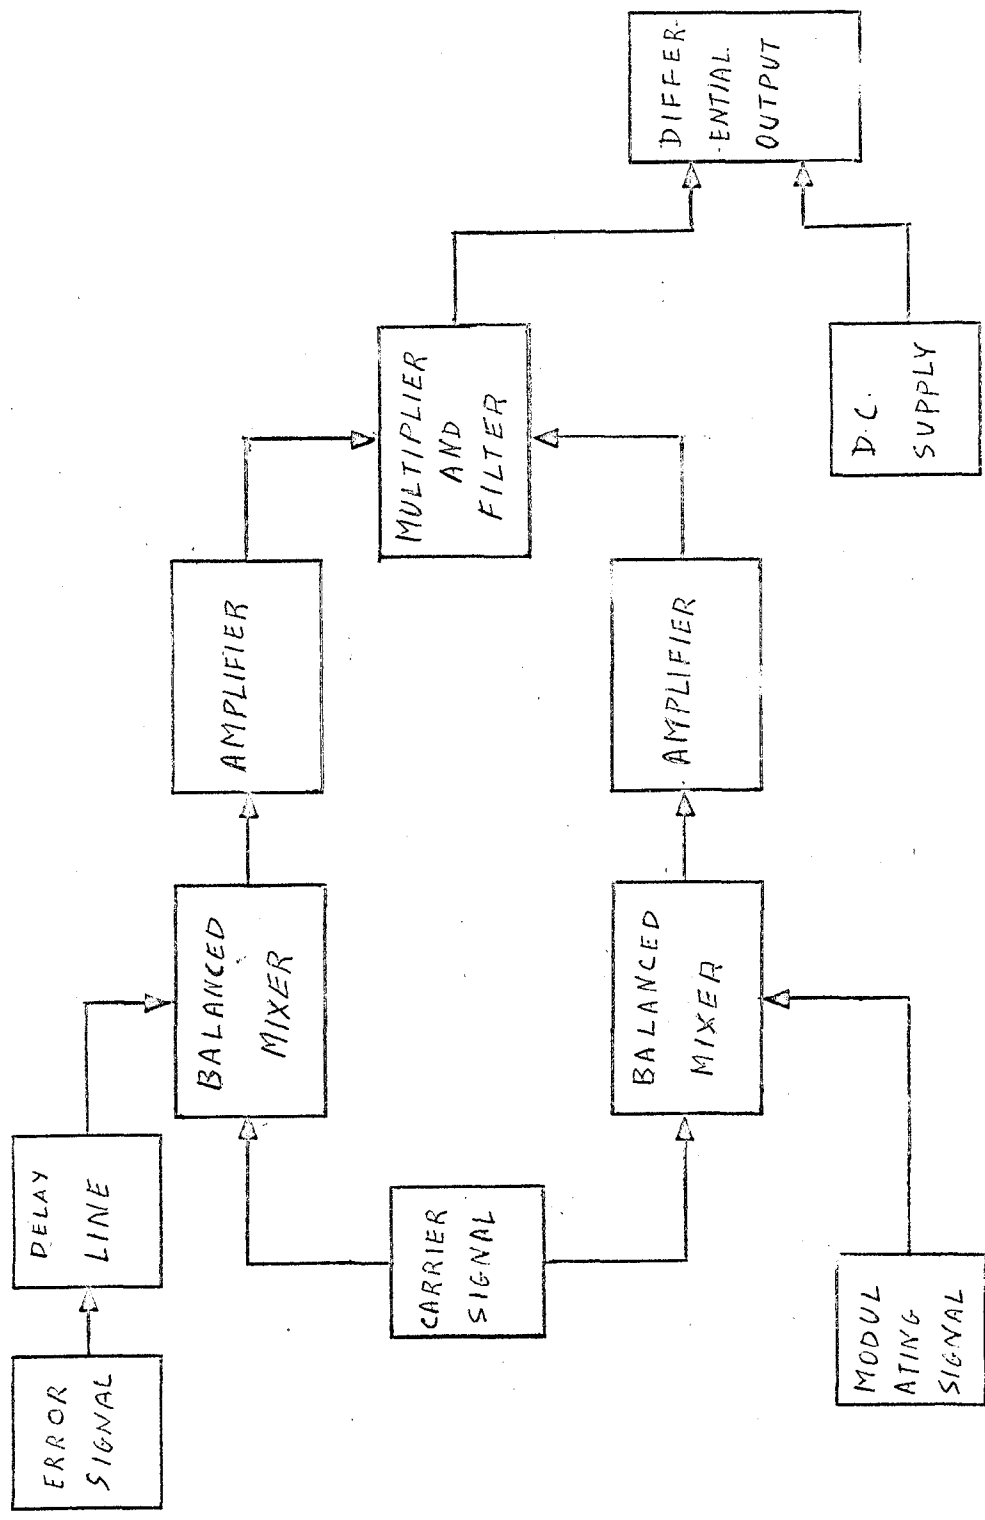 ERROR
SIGNAL
DELAY
LINE
BALANCED
MIXER
AMPLIFIER
CARRIER
SIGNAL
MULTIPLIER
AND
FILTER
MODUL
ATING
SIGNAL
BALANCED
MIXER
AMPLIFIER
D.C.
SUPPLY
DIFFER-
ENTIAL
OUTPUT